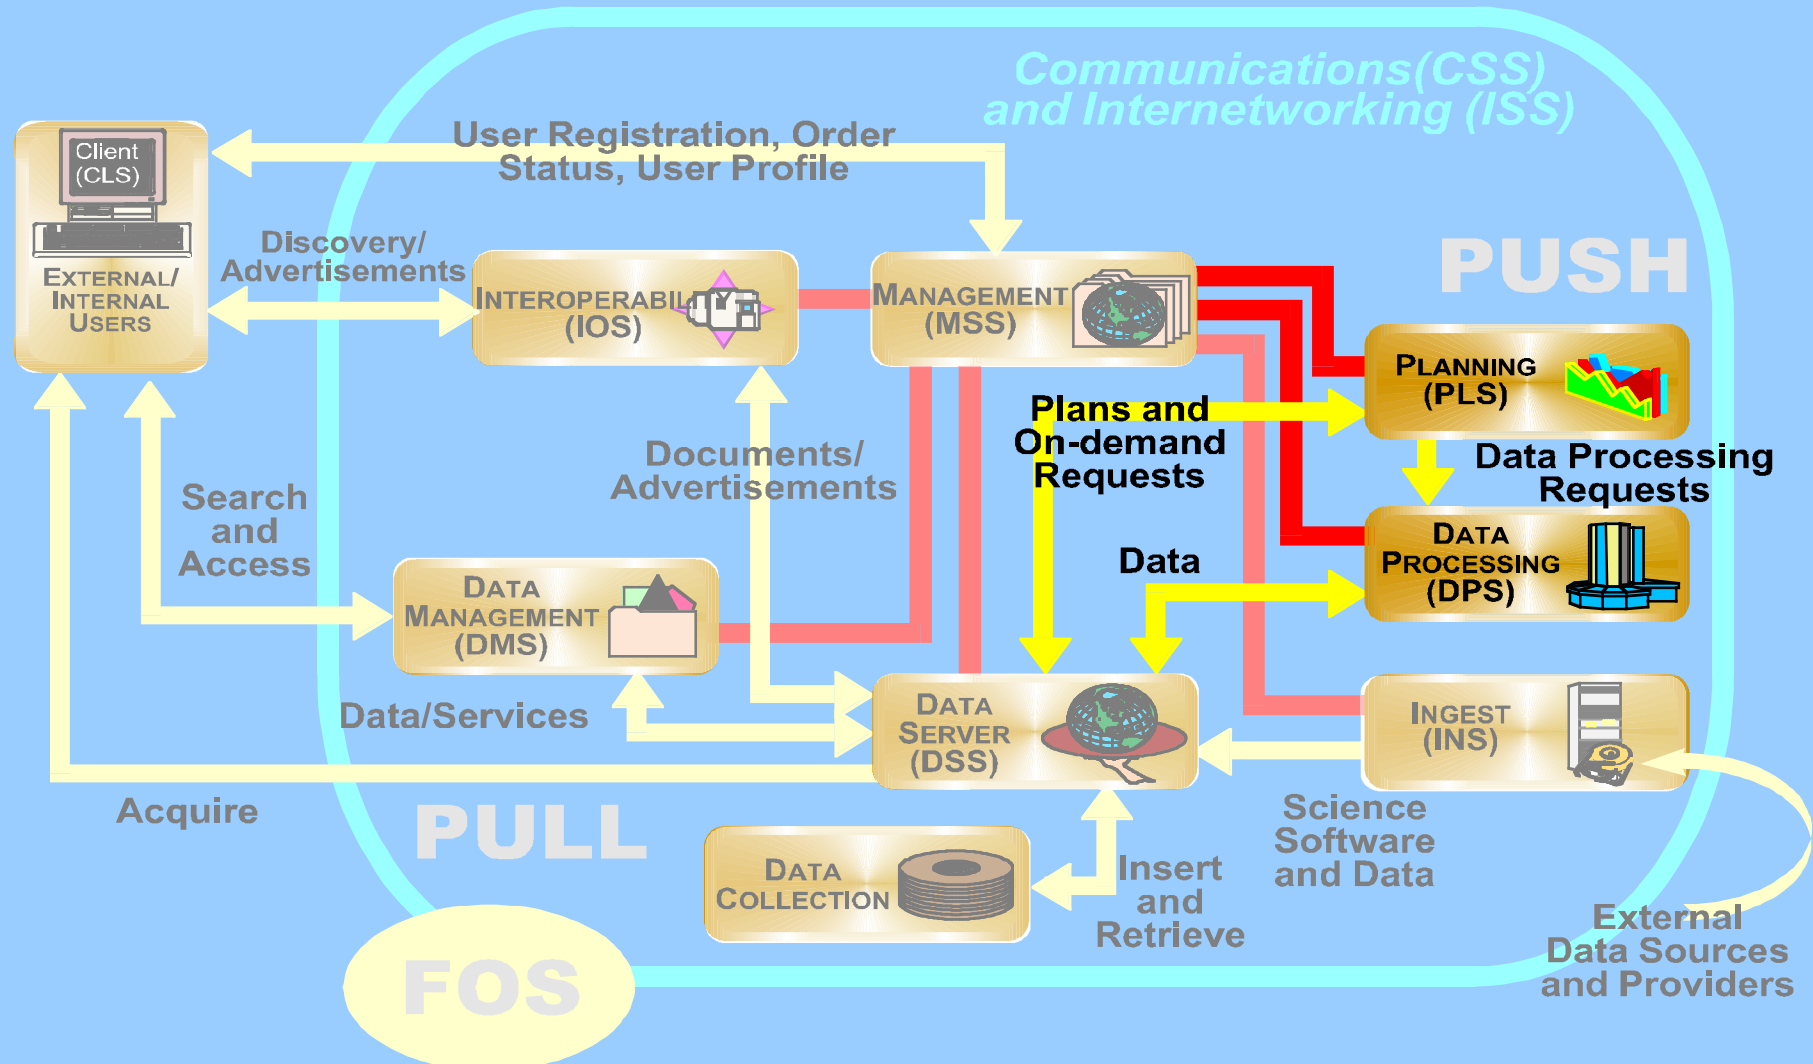 Communications(CSS)
and Internetworking (ISS)
User Registration, Order
Status, User Profile
Client
(CLS)
EXTERNAL/
INTERNAL
USERS
Discovery/
Advertisements
INTEROPERABILITY
(IOS)
MANAGEMENT
(MSS)
PUSH
PLANNING
(PLS)
Plans and
On-demand
Requests
Data Processing
Requests
Documents/
Advertisements
Search
and
Access
DATA
PROCESSING
(DPS)
Data
DATA
MANAGEMENT
(DMS)
Data/Services
DATA
SERVER
(DSS)
INGEST
(INS)
Acquire
PULL
Science
Software
and Data
DATA
COLLECTION
Insert
and
Retrieve
External
Data Sources
and Providers
FOS